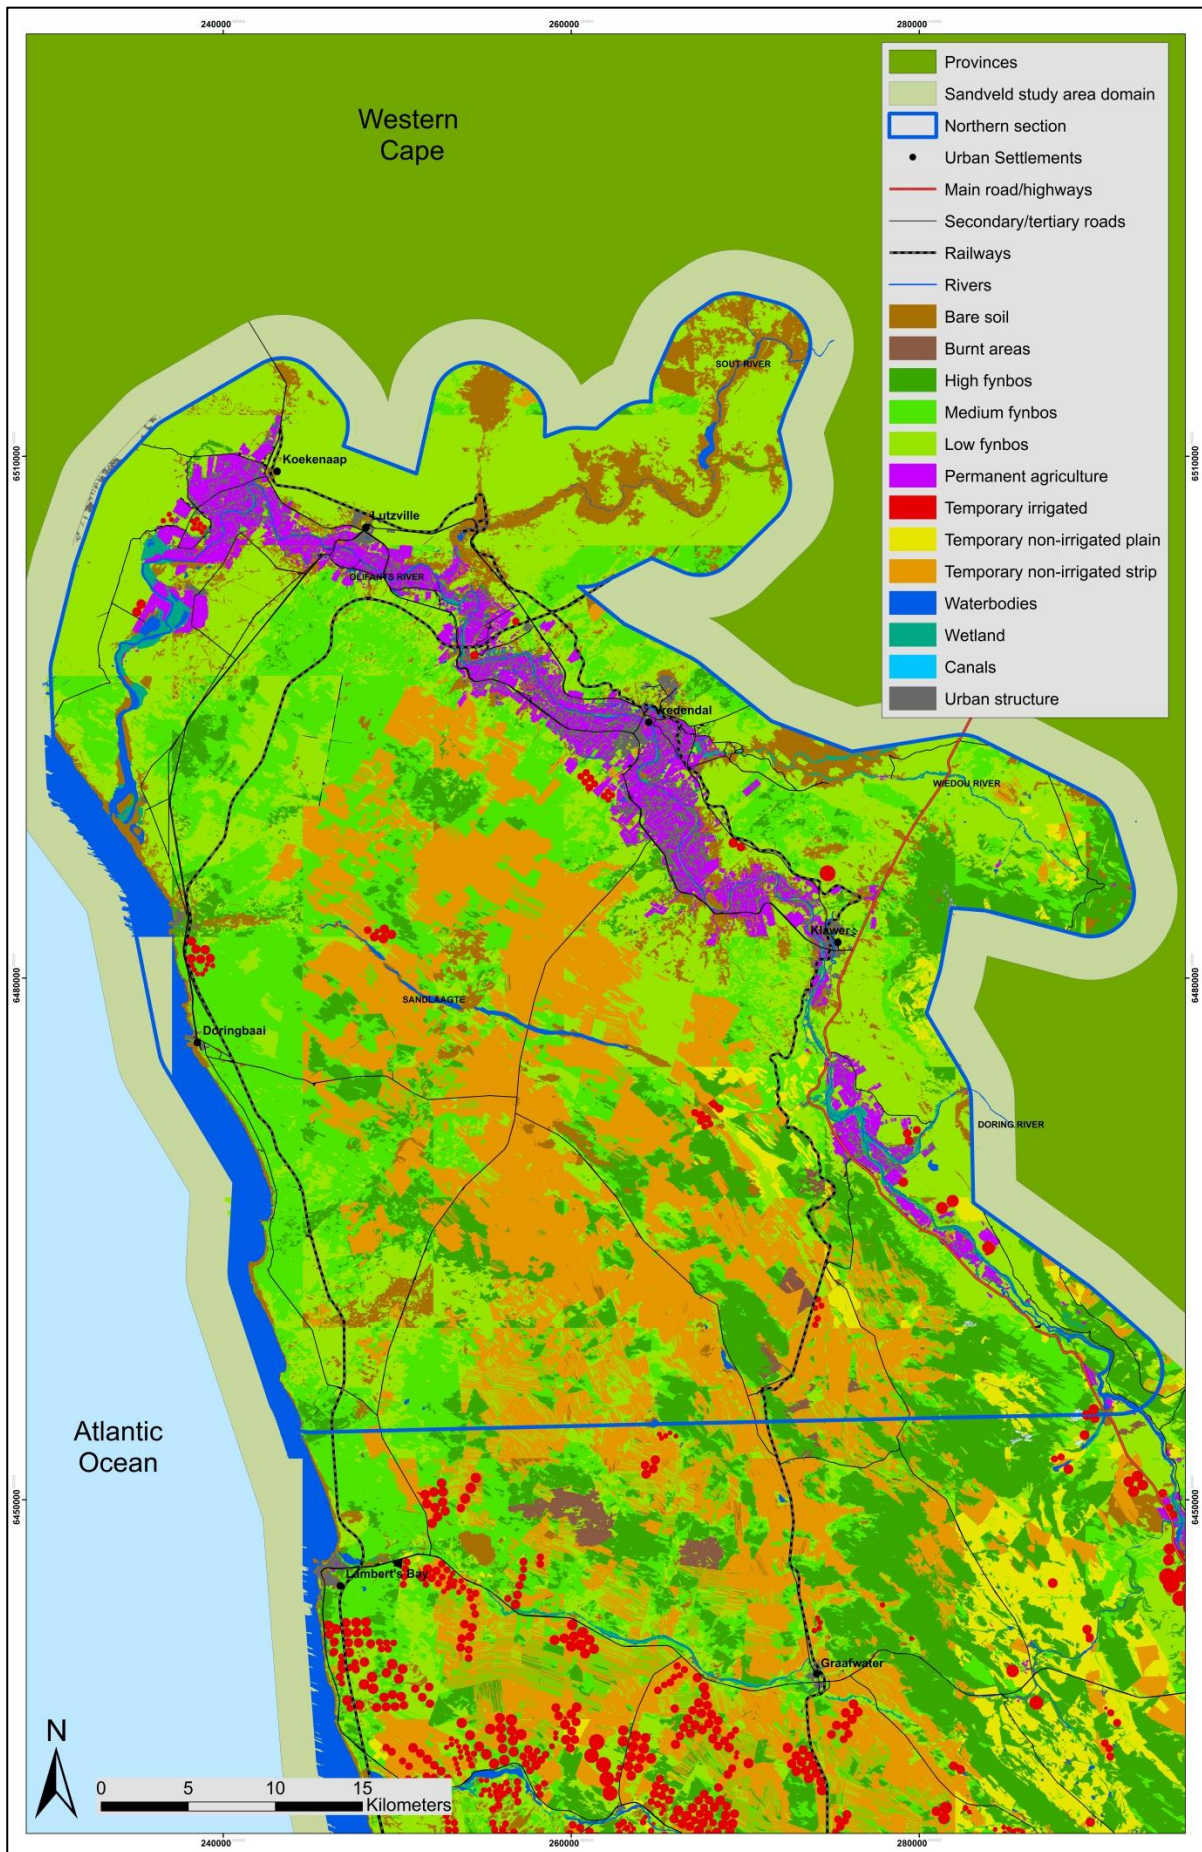 240000
260000
280000
Western
Cape
Provinces
Sandveld study area domain
Northern section
Urban Settlements
Main road/highways
Secondary/tertiary roads
Railways
Rivers
Bare soil
Burnt areas
High fynbos
Medium fynbos
Low fynbos
Permanent agriculture
Temporary irrigated
Temporary non-irrigated plain
Temporary non-irrigated strip
Waterbodies
Wetland
Canals
Urban structure
SOUT RIVER
6510000
6510000
Koekenaap
Lutzville
OLIFANTS RIVER
Vredendal
WIEDOU RIVER
Klawer
6480000
6480000
SANDLAAGTE
Doringbaai
DORING RIVER
Atlantic
Ocean
6450000
6450000
Lambert's Bay
Graafwater
N
0 5 10 15
Kilometers
240000
260000
280000